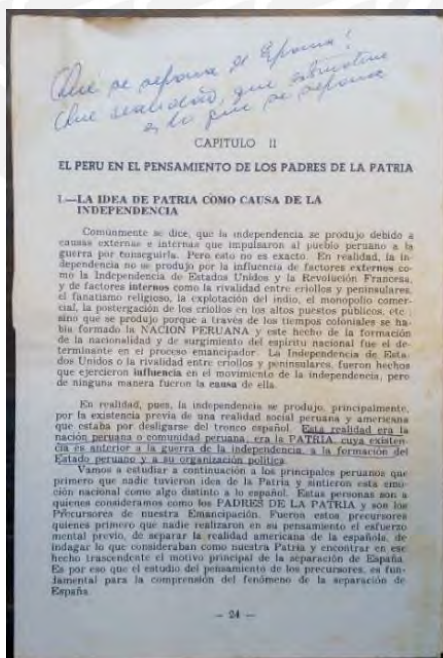 Que se separa de España!
Que realidad, que estructura
es lo que se separa
CAPITULO II
EL PERU EN EL PENSAMIENTO DE LOS PADRES DE LA PATRIA
I.—LA IDEA DE PATRIA COMO CAUSA DE LA
INDEPENDENCIA
Comúnmente se dice, que la independencia se produjo debido a
causas externas e internas que impulsaron al pueblo peruano a la
guerra por conseguirla. Pero esto no es exacto. En realidad, la in-
dependencia no se produjo por la influencia de factores externos co-
mo la Independencia de Estados Unidos y la Revolución Francesa,
y de factores internos como la rivalidad entre criollos y peninsulares,
el fanatismo religioso, la explotación del indio, el monopolio comer-
cial, la postergación de los criollos en los altos puestos públicos, etc.;
sino que se produjo porque a través de los tiempos coloniales se ha-
bía formado la NACION PERUANA y este hecho de la formación
de la nacionalidad y de surgimiento del espíritu nacional fue el de-
terminante en el proceso emancipador. La Independencia de Esta-
dos Unidos o la rivalidad entre criollos y peninsulares, fueron hechos
que ejercieron influencia en el movimiento de la independencia, pero
de ninguna manera fueron la causa de ella.
En realidad, pues, la independencia se produjo, principalmente,
por la existencia previa de una realidad social peruana y americana
que estaba por desligarse del tronco español. Esta realidad era la
nación peruana o comunidad peruana, era la PATRIA, cuya existen-
cia es anterior a la guerra de la independencia, a la formación del
Estado peruano y a su organización política.
Vamos a estudiar a continuación a los principales peruanos que
primero que nadie tuvieron idea de la Patria y sintieron esta emo-
ción nacional como algo distinto a lo español. Estas personas son a
quienes consideramos como los PADRES DE LA PATRIA y son los
Précursores de nuestra Emancipación. Fueron estos precursores
quienes primero que nadie realizaron en su pensamiento el esfuerzo
mental previo, de separar la realidad americana de la española, de
indagar lo que consideraban como nuestra Patria y encontrar en ese
hecho trascendente el motivo principal de la separación de España.
Es por eso que el estudio del pensamiento de los precursores, es fun-
damental para la comprensión del fenómeno de la separación de
España.
— 24 —